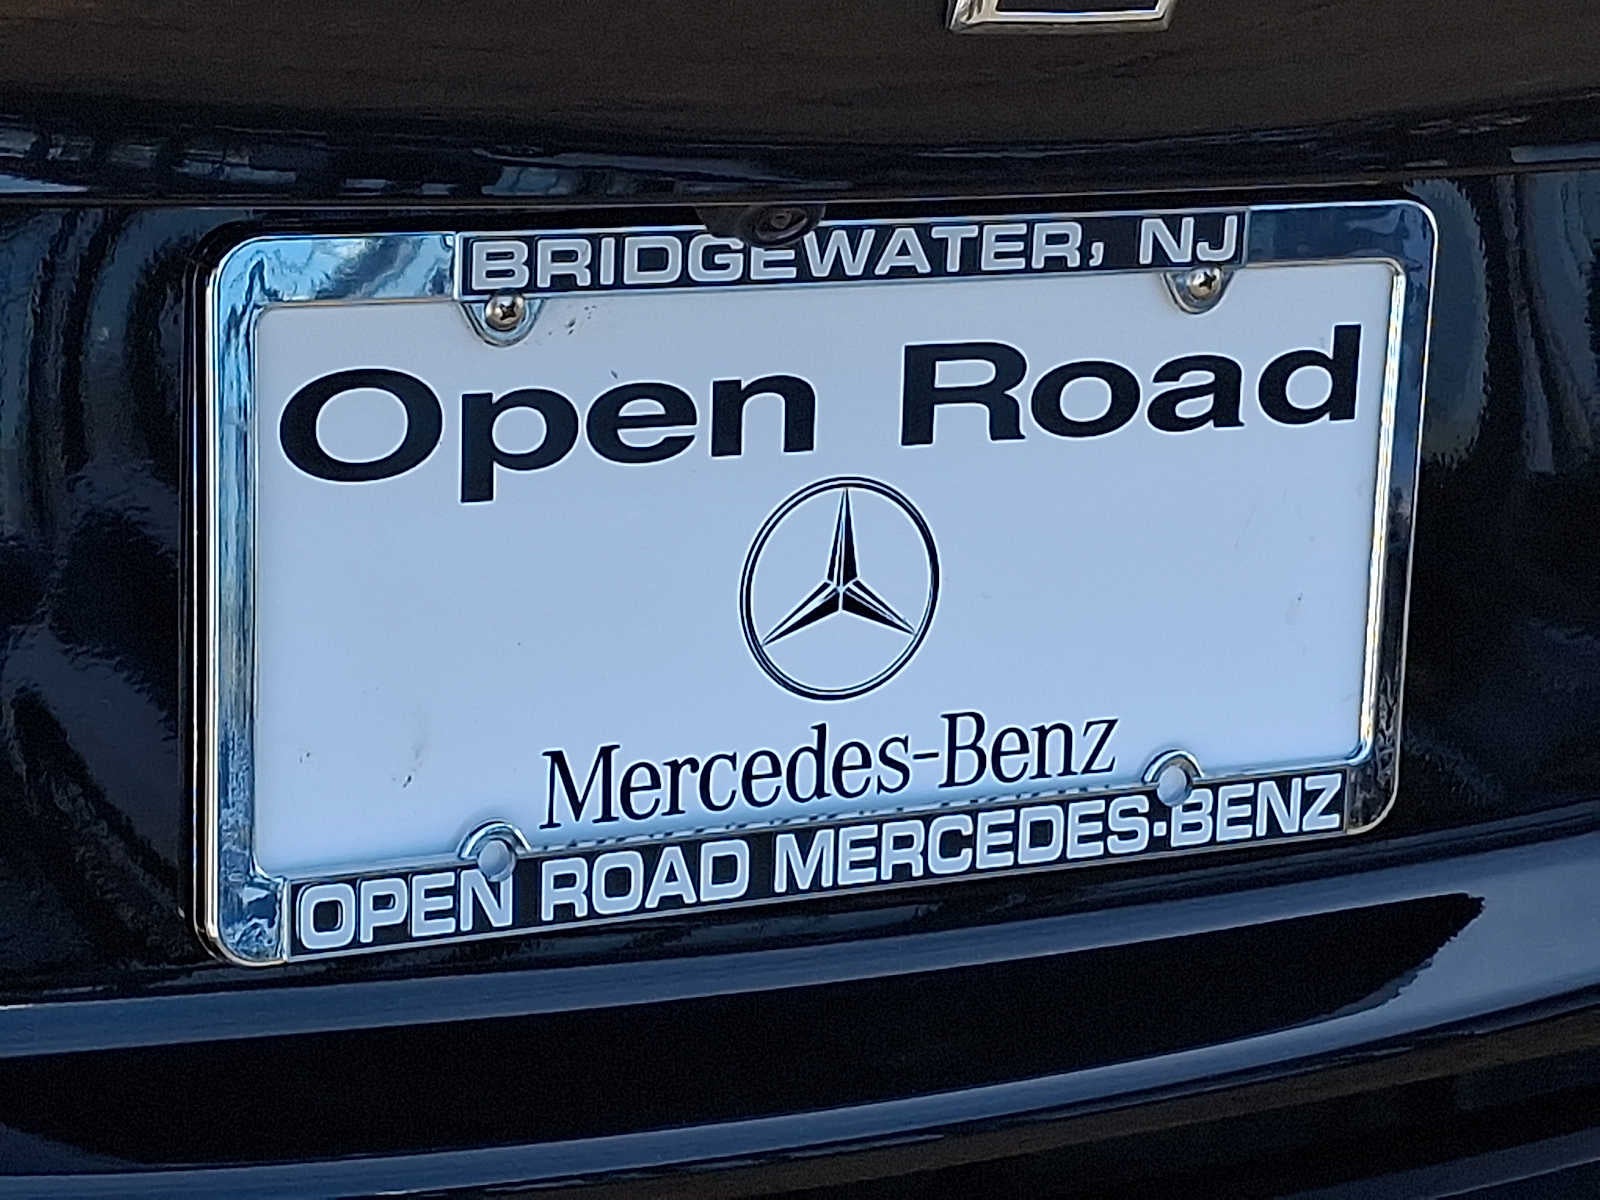 BRIDGEWATER, NJ
Open Road
Mercedes-Benz
OPEN ROAD MERCEDES·BENZ